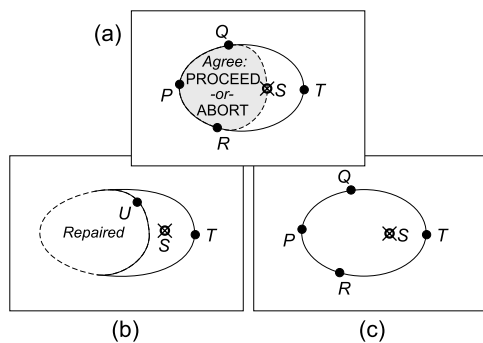 (a)
Q
Agree:
PROCEED
-or-
ABORT
P
S
T
R
U
Repaired
S
T
(b)
Q
P
S
T
R
(c)